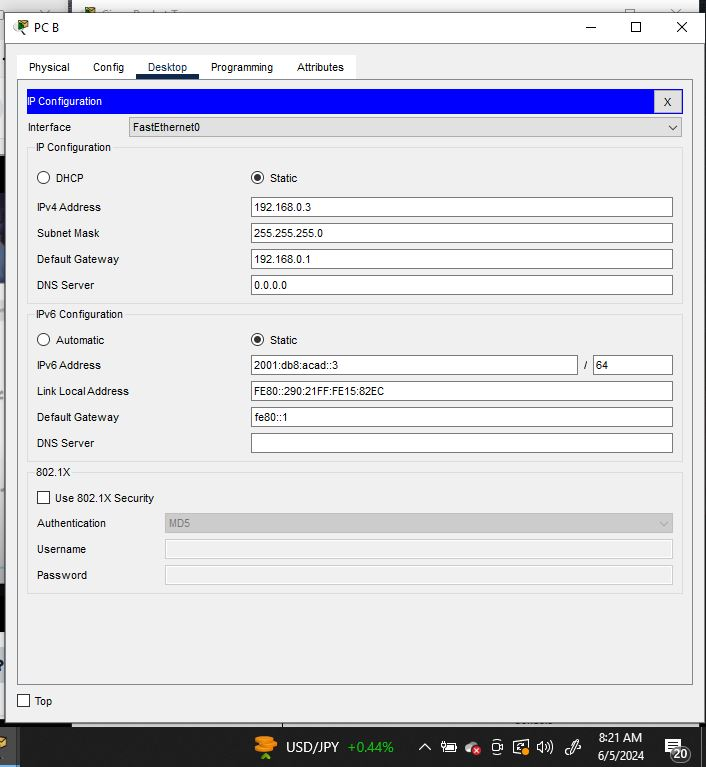 PC B
Physical Config Desktop Programming Attributes
IP Configuration X
Interface FastEthernet0
IP Configuration
DHCP Static
IPv4 Address 192.168.0.3
Subnet Mask 255.255.255.0
Default Gateway 192.168.0.1
DNS Server 0.0.0.0
IPv6 Configuration
Automatic Static
IPv6 Address 2001:db8:acad::3 / 64
Link Local Address FE80::290:21FF:FE15:82EC
Default Gateway fe80::1
DNS Server
802.1X
Use 802.1X Security
Authentication MD5
Username
Password
Top
USD/JPY +0.44% 8:21 AM
6/5/2024 20